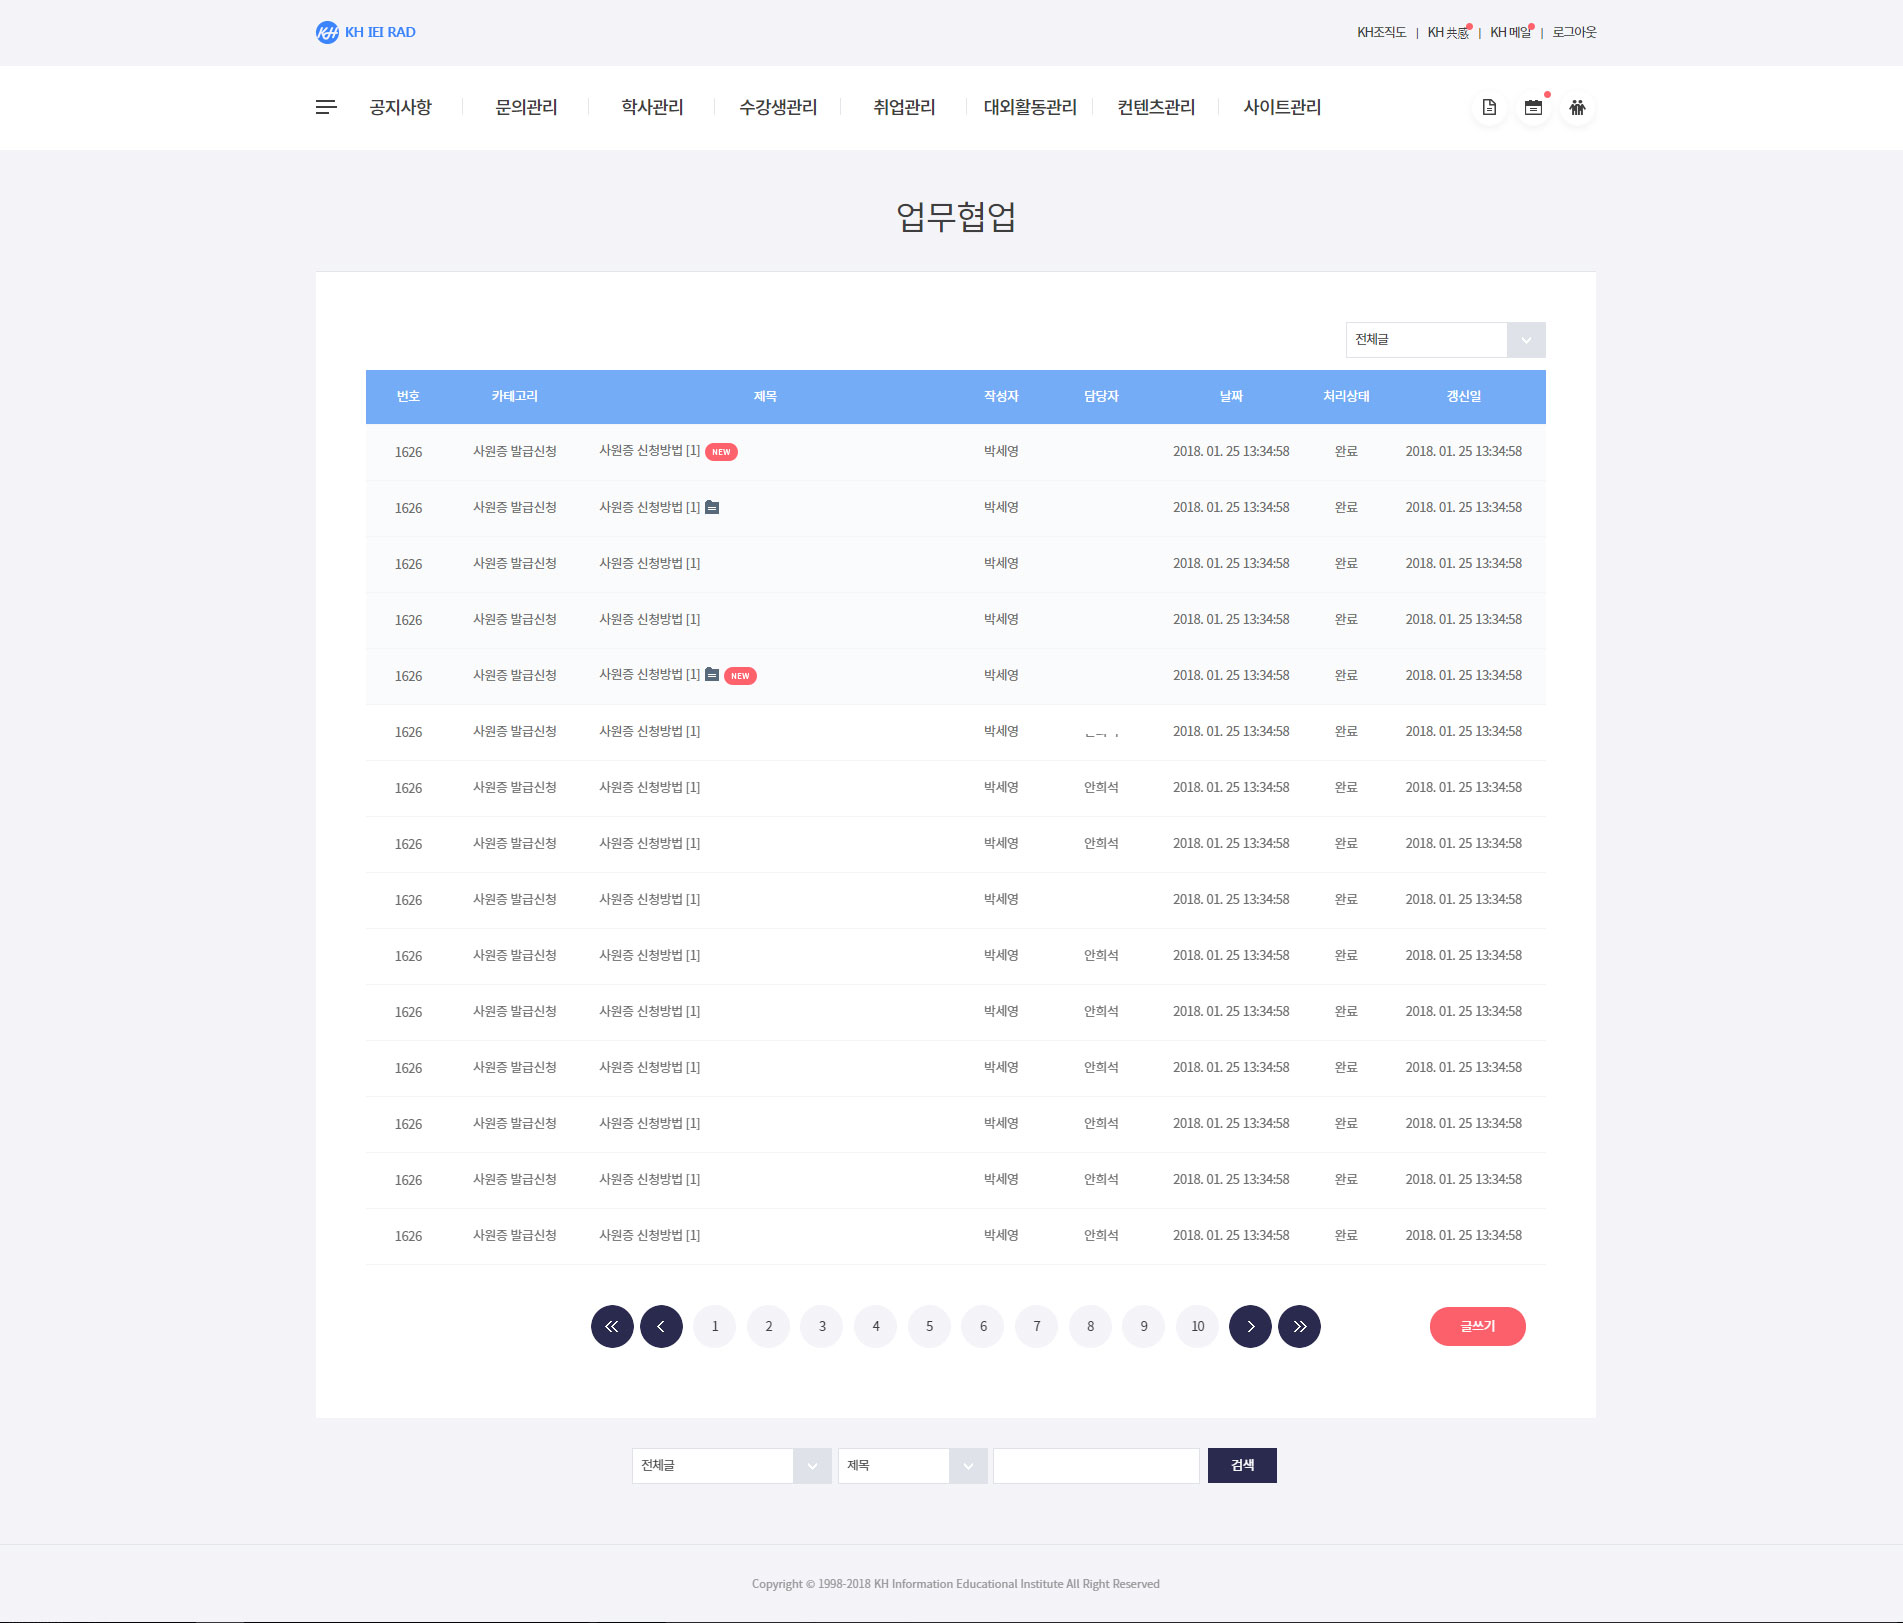 KH IEI RAD
KH조직도 | KH 共感 | KH 메일 | 로그아웃
공지사항 문의관리 학사관리 수강생관리 취업관리 대외활동관리 컨텐츠관리 사이트관리
업무협업
전체글
번호 카테고리 제목 작성자 담당자 날짜 처리상태 갱신일
1626 사원증 발급신청 사원증 신청방법 [1] NEW 박세영 2018. 01. 25 13:34:58 완료 2018. 01. 25 13:34:58
1626 사원증 발급신청 사원증 신청방법 [1] 박세영 2018. 01. 25 13:34:58 완료 2018. 01. 25 13:34:58
1626 사원증 발급신청 사원증 신청방법 [1] 박세영 2018. 01. 25 13:34:58 완료 2018. 01. 25 13:34:58
1626 사원증 발급신청 사원증 신청방법 [1] 박세영 2018. 01. 25 13:34:58 완료 2018. 01. 25 13:34:58
1626 사원증 발급신청 사원증 신청방법 [1] NEW 박세영 2018. 01. 25 13:34:58 완료 2018. 01. 25 13:34:58
1626 사원증 발급신청 사원증 신청방법 [1] 박세영 2018. 01. 25 13:34:58 완료 2018. 01. 25 13:34:58
1626 사원증 발급신청 사원증 신청방법 [1] 박세영 안희석 2018. 01. 25 13:34:58 완료 2018. 01. 25 13:34:58
1626 사원증 발급신청 사원증 신청방법 [1] 박세영 안희석 2018. 01. 25 13:34:58 완료 2018. 01. 25 13:34:58
1626 사원증 발급신청 사원증 신청방법 [1] 박세영 2018. 01. 25 13:34:58 완료 2018. 01. 25 13:34:58
1626 사원증 발급신청 사원증 신청방법 [1] 박세영 안희석 2018. 01. 25 13:34:58 완료 2018. 01. 25 13:34:58
1626 사원증 발급신청 사원증 신청방법 [1] 박세영 안희석 2018. 01. 25 13:34:58 완료 2018. 01. 25 13:34:58
1626 사원증 발급신청 사원증 신청방법 [1] 박세영 안희석 2018. 01. 25 13:34:58 완료 2018. 01. 25 13:34:58
1626 사원증 발급신청 사원증 신청방법 [1] 박세영 안희석 2018. 01. 25 13:34:58 완료 2018. 01. 25 13:34:58
1626 사원증 발급신청 사원증 신청방법 [1] 박세영 안희석 2018. 01. 25 13:34:58 완료 2018. 01. 25 13:34:58
1626 사원증 발급신청 사원증 신청방법 [1] 박세영 안희석 2018. 01. 25 13:34:58 완료 2018. 01. 25 13:34:58
1 2 3 4 5 6 7 8 9 10 글쓰기
전체글 제목 검색
Copyright © 1998-2018 KH Information Educational Institute All Right Reserved